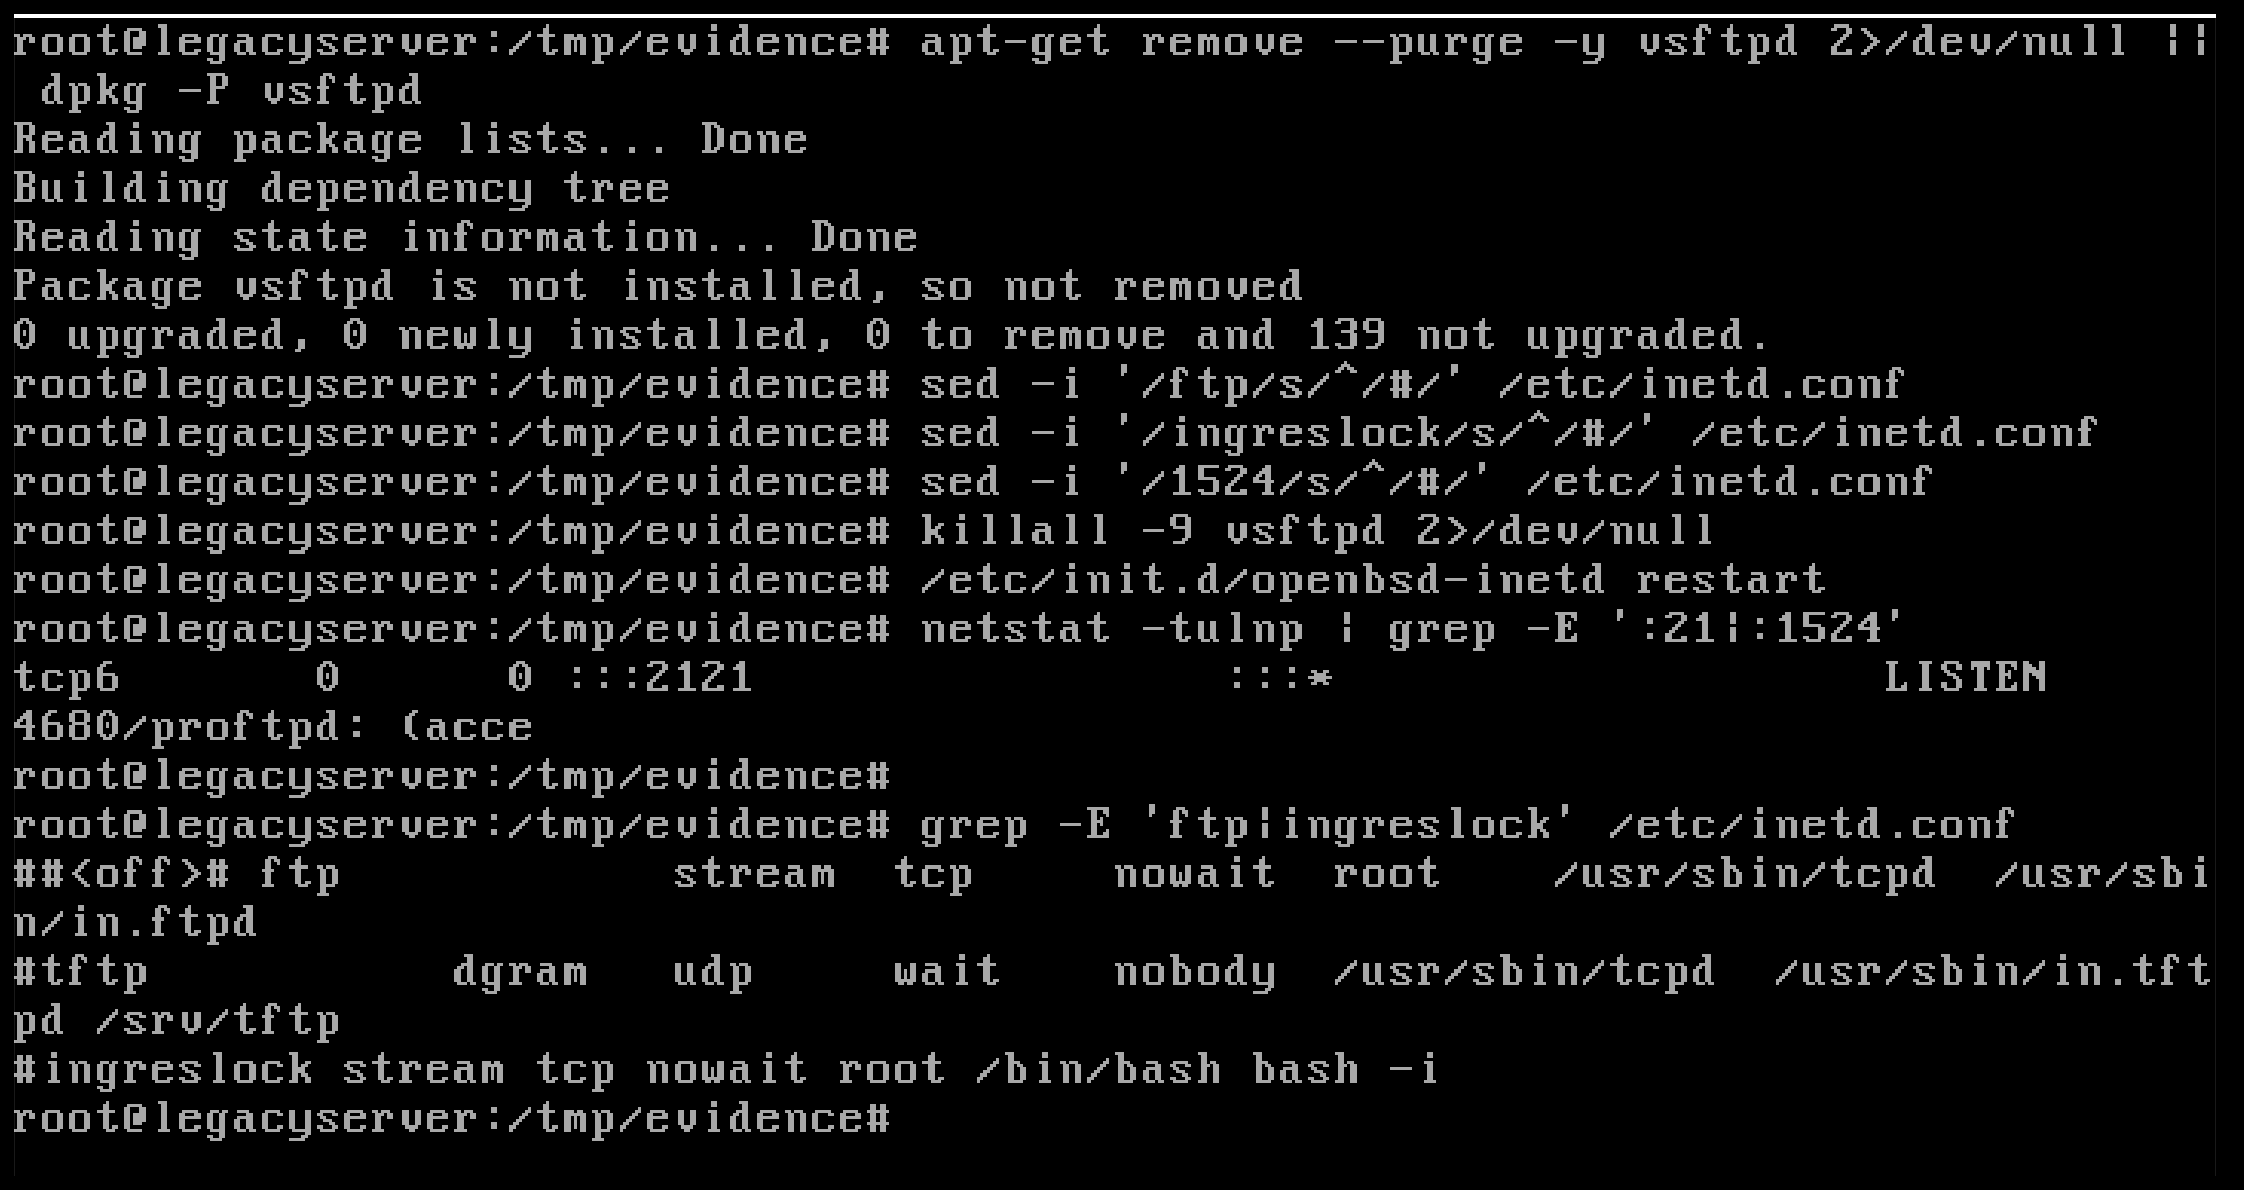 root@legacyserver:/tmp/evidence# apt-get remove --purge -y vsftpd 2>/dev/null ||
 dpkg -P vsftpd
Reading package lists... Done
Building dependency tree
Reading state information... Done
Package vsftpd is not installed, so not removed
0 upgraded, 0 newly installed, 0 to remove and 139 not upgraded.
root@legacyserver:/tmp/evidence# sed -i '/ftp/s/^/#/' /etc/inetd.conf
root@legacyserver:/tmp/evidence# sed -i '/ingreslock/s/^/#/' /etc/inetd.conf
root@legacyserver:/tmp/evidence# sed -i '/1524/s/^/#/' /etc/inetd.conf
root@legacyserver:/tmp/evidence# killall -9 vsftpd 2>/dev/null
root@legacyserver:/tmp/evidence# /etc/init.d/openbsd-inetd restart
root@legacyserver:/tmp/evidence# netstat -tulnp | grep -E ':21|:1524'
tcp6       0      0 :::2121                 :::*                    LISTEN
4680/proftpd: (acce
root@legacyserver:/tmp/evidence#
root@legacyserver:/tmp/evidence# grep -E 'ftp|ingreslock' /etc/inetd.conf
##<off># ftp            stream  tcp     nowait  root    /usr/sbin/tcpd  /usr/sbi
n/in.ftpd
#tftp           dgram   udp     wait    nobody  /usr/sbin/tcpd  /usr/sbin/in.tft
pd /srv/tftp
#ingreslock stream tcp nowait root /bin/bash bash -i
root@legacyserver:/tmp/evidence#